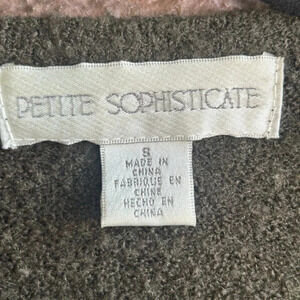 PETITE SOPHISTICATE
S
MADE IN
CHINA
FABRIQUE EN
CHINE
HECHO EN
CHINA